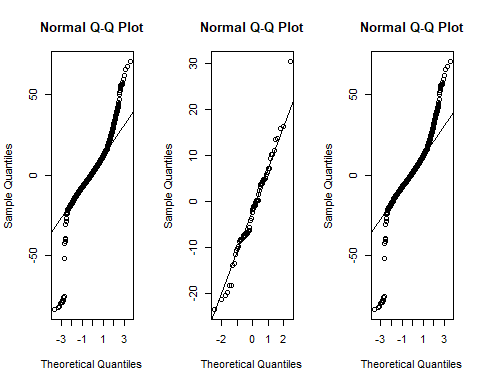 Normal Q-Q Plot
Sample Quantiles
50
0
-50
-3
-1
1
3
Theoretical Quantiles
Normal Q-Q Plot
Sample Quantiles
30
20
10
0
-10
-20
-2
0
1
2
Theoretical Quantiles
Normal Q-Q Plot
Sample Quantiles
50
0
-50
-3
-1
1
3
Theoretical Quantiles